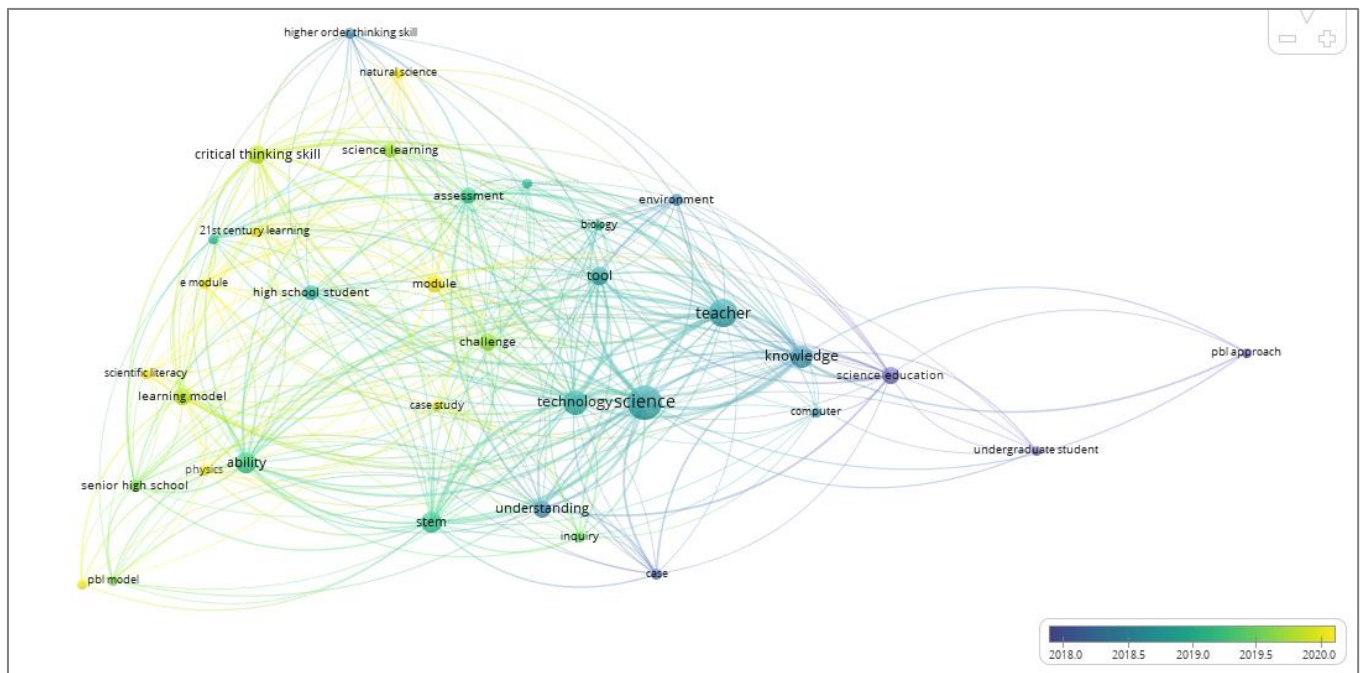 higher order thinking skill
natural science
critical thinking skill
science learning
assessment
environment
biology
21st century learning
tool
e module
high school student
module
teacher
challenge
knowledge
pbl approach
scientific literacy
science education
learning model
case study
technology
science
computer
undergraduate student
physics
ability
senior high school
understanding
stem
inquiry
case
pbl model
2018.0 2018.5 2019.0 2019.5 2020.0